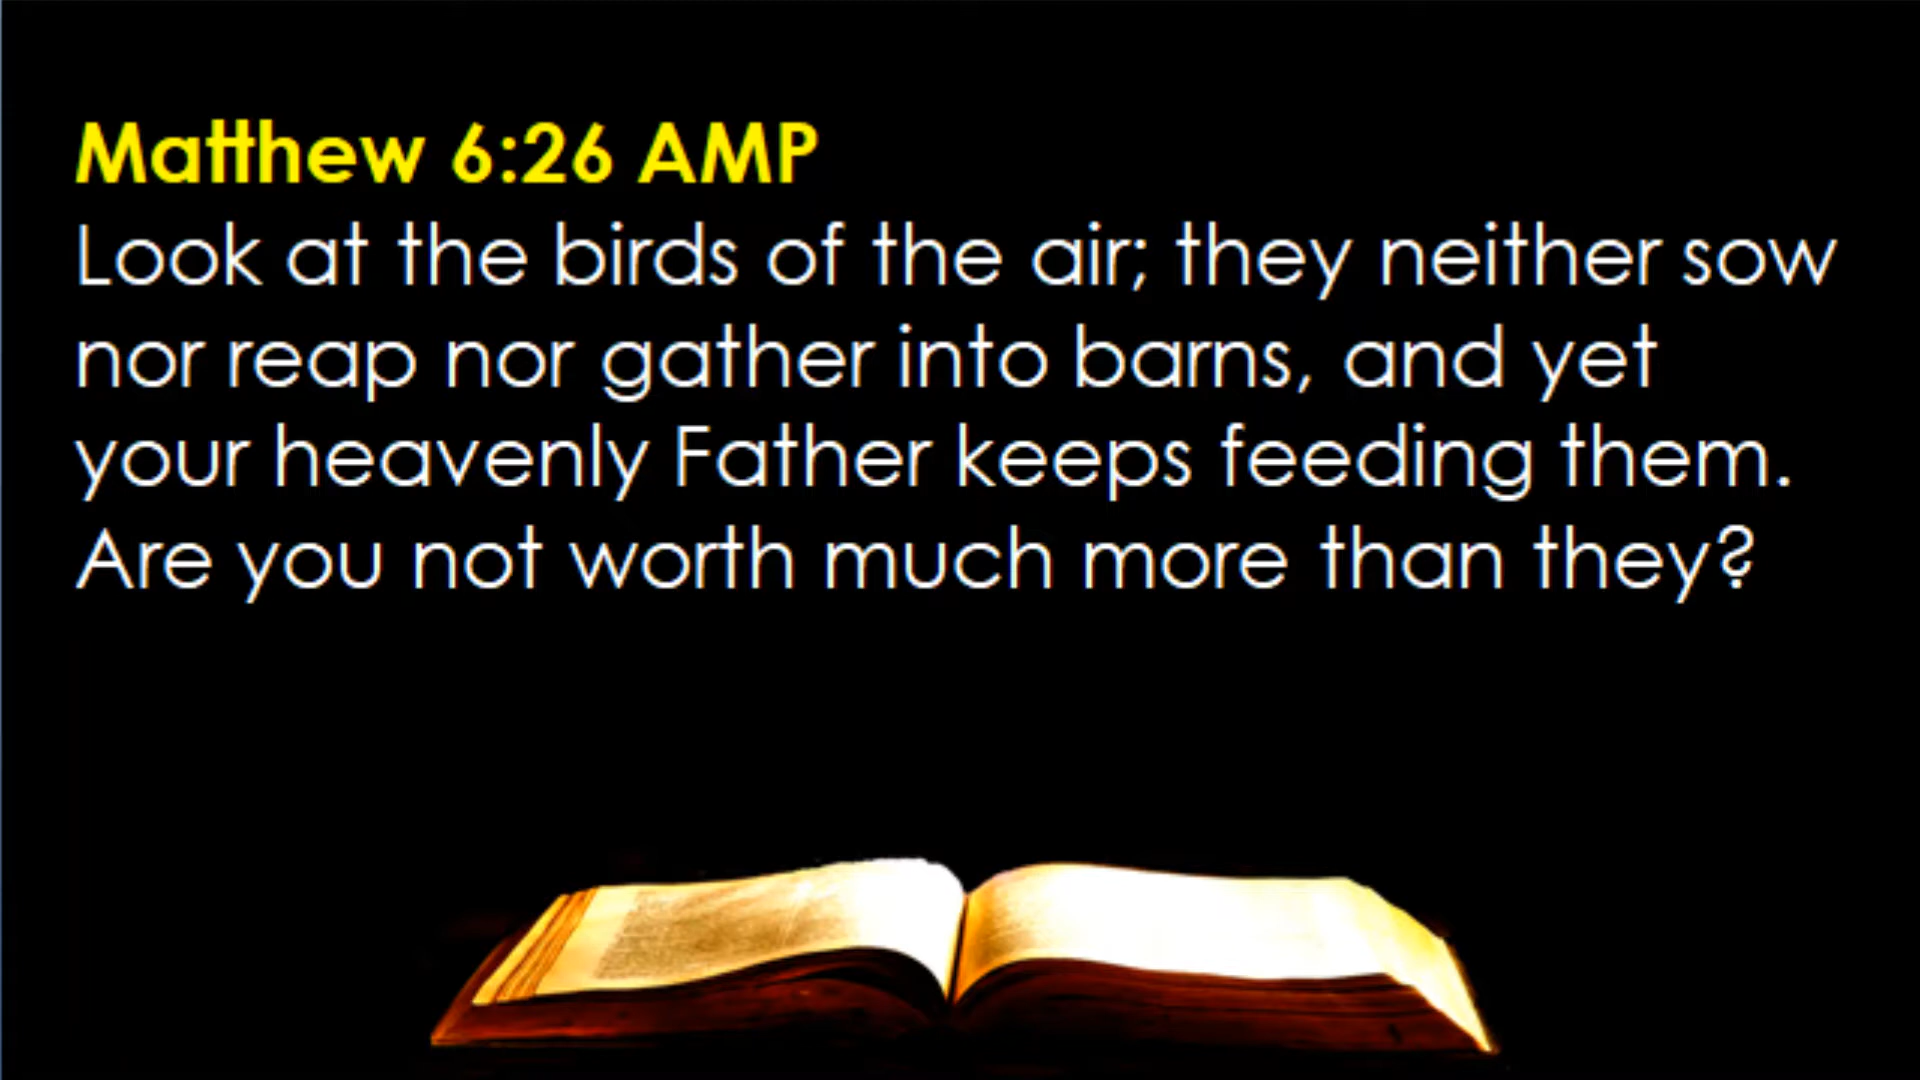 Matthew 6:26 AMP
Look at the birds of the air; they neither sow
nor reap nor gather into barns, and yet
your heavenly Father keeps feeding them.
Are you not worth much more than they?